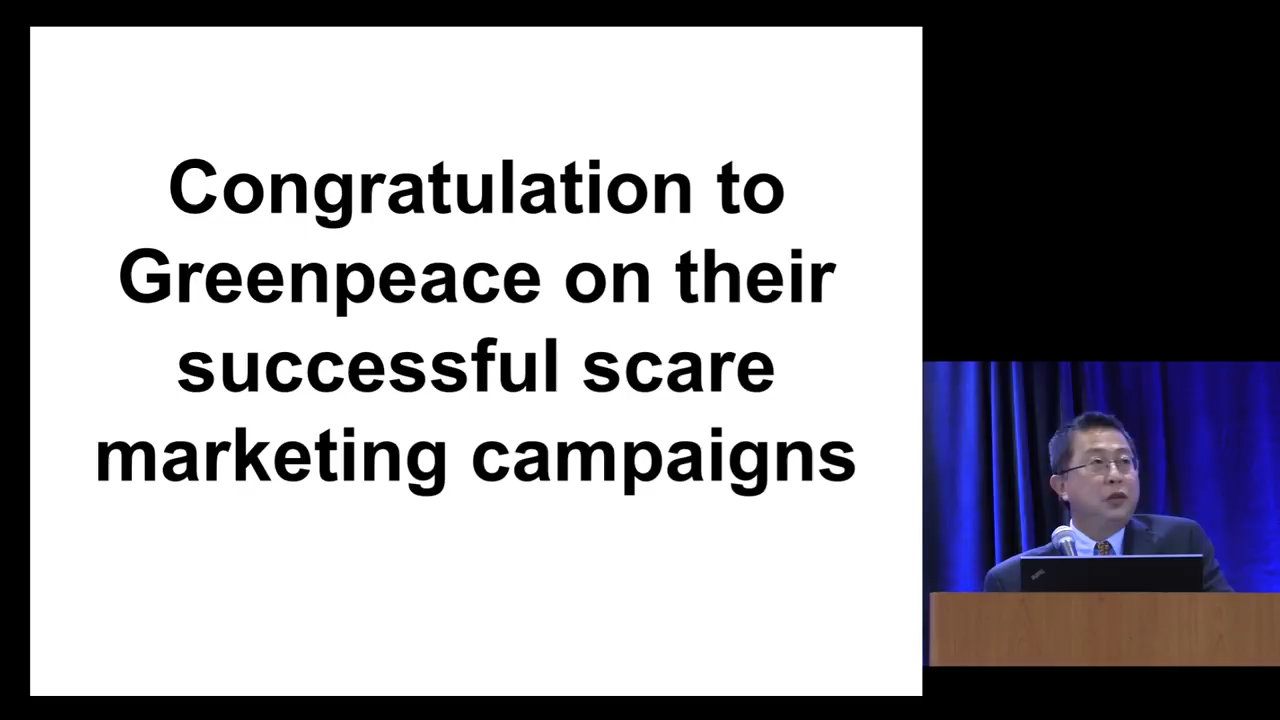 Congratulation to
Greenpeace on their
successful scare
marketing campaigns